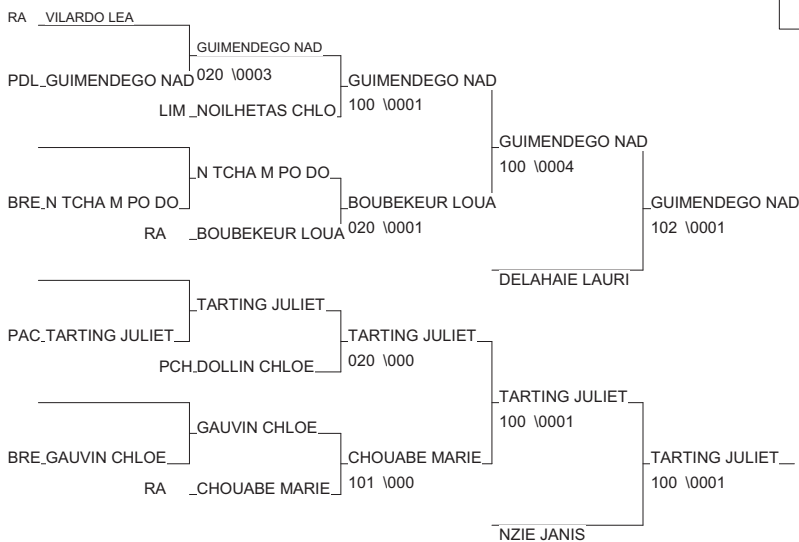 RA VILARDO LEA
GUIMENDEGO NAD
PDL GUIMENDEGO NAD 020 \0003 GUIMENDEGO NAD
LIM NOILHETAS CHLO 100 \0001
GUIMENDEGO NAD
N TCHA M PO DO 100 \0004
BRE N TCHA M PO DO BOUBEKEUR LOUA GUIMENDEGO NAD
RA BOUBEKEUR LOUA 020 \0001 102 \0001
DELAHAIE LAURI
TARTING JULIET
PAC TARTING JULIET TARTING JULIET
PCH DOLLIN CHLOE 020 \000
TARTING JULIET
GAUVIN CHLOE 100 \0001
BRE GAUVIN CHLOE CHOUABE MARIE TARTING JULIET
RA CHOUABE MARIE 101 \000 100 \0001
NZIE JANIS